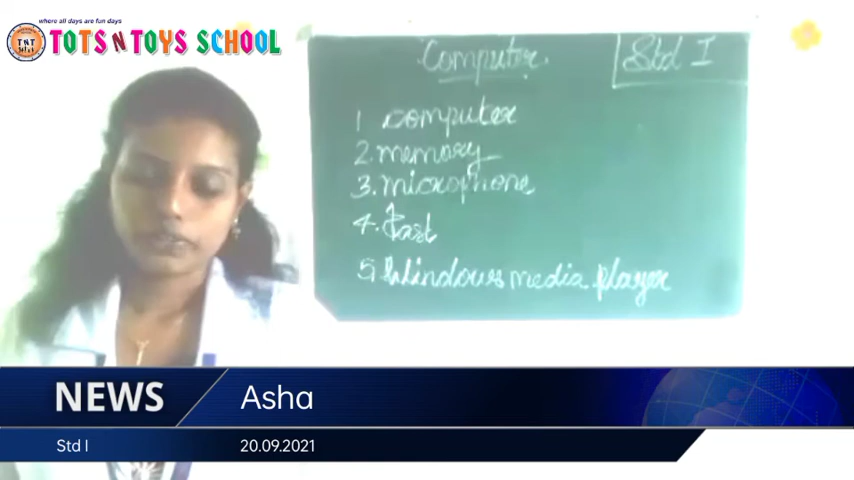 where all days are fun days
TNT
TOTS N TOYS SCHOOL
Computer
Std I
1 computer
2. memory
3. microphone
4. fast
5 Windows media player
NEWS Asha
Std I 20.09.2021